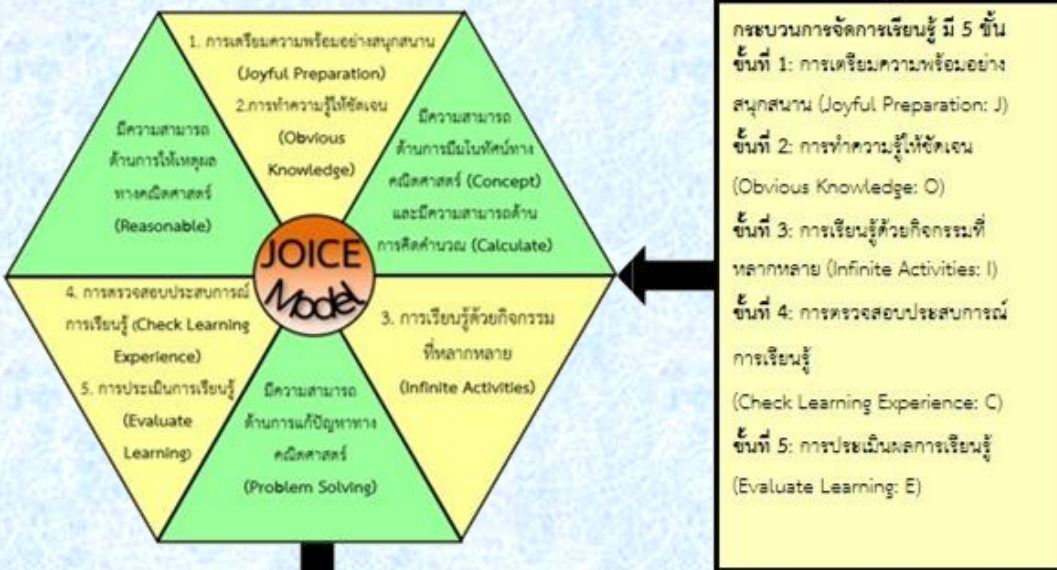 1. การเตรียมความพร้อมอย่างสนุกสนาน
(Joyful Preparation)
2.การทำความรู้ให้ชัดเจน
(Obvious
Knowledge)
มีความสามารถ
ด้านการมีมโนทัศน์ทาง
คณิตศาสตร์ (Concept)
และมีความสามารถด้าน
การคิดคำนวณ (Calculate)
3. การเรียนรู้ด้วยกิจกรรม
ที่หลากหลาย
(Infinite Activities)
มีความสามารถ
ด้านการแก้ปัญหาทาง
คณิตศาสตร์
(Problem Solving)
4. การตรวจสอบประสบการณ์
การเรียนรู้ (Check Learning
Experience)
5. การประเมินการเรียนรู้
(Evaluate
Learning)
มีความสามารถ
ด้านการให้เหตุผล
ทางคณิตศาสตร์
(Reasonable)
JOICE
Model
กระบวนการจัดการเรียนรู้ มี 5 ขั้น
ขั้นที่ 1: การเตรียมความพร้อมอย่าง
สนุกสนาน (Joyful Preparation: J)
ขั้นที่ 2: การทำความรู้ให้ชัดเจน
(Obvious Knowledge: O)
ขั้นที่ 3: การเรียนรู้ด้วยกิจกรรมที่
หลากหลาย (Infinite Activities: I)
ขั้นที่ 4: การตรวจสอบประสบการณ์
การเรียนรู้
(Check Learning Experience: C)
ขั้นที่ 5: การประเมินผลการเรียนรู้
(Evaluate Learning: E)